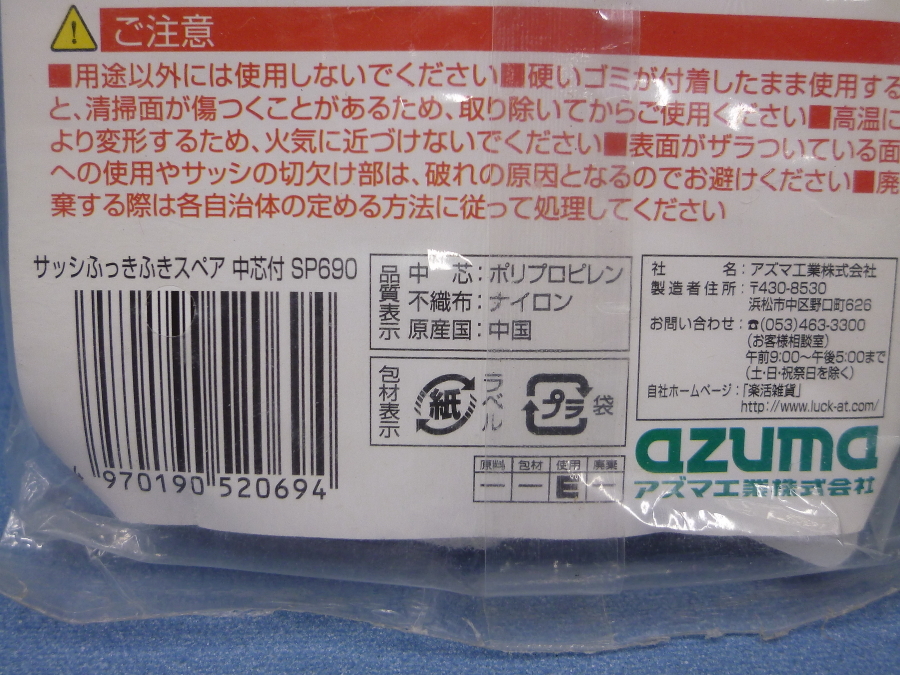 ご注意
■用途以外には使用しないでください■硬いゴミが付着したまま使用する
と、清掃面が傷つくことがあるため、取り除いてからご使用ください■高温に
より変形するため、火気に近づけないでください■表面がザラついている面
への使用やサッシの切欠け部は、破れの原因となるのでお避けください■廃
棄する際は各自治体の定める方法に従って処理してください
サッシふっきふきスペア 中芯付 SP690
4 970190 520694
品質表示
中芯：ポリプロピレン
不織布：ナイロン
原産国：中国
包材表示
紙 ラベル
プラ 袋
原料 包材 使用 廃棄
― ― E ―
社名：アズマ工業株式会社
製造者住所：〒430-8530
浜松市中区野口町626
お問い合わせ：☎(053)463-3300
(お客様相談室)
午前9:00～午後5:00まで
(土・日・祝祭日を除く)
自社ホームページ：「楽活雑貨」
http://www.luck-at.com/
azuma
アズマ工業株式会社